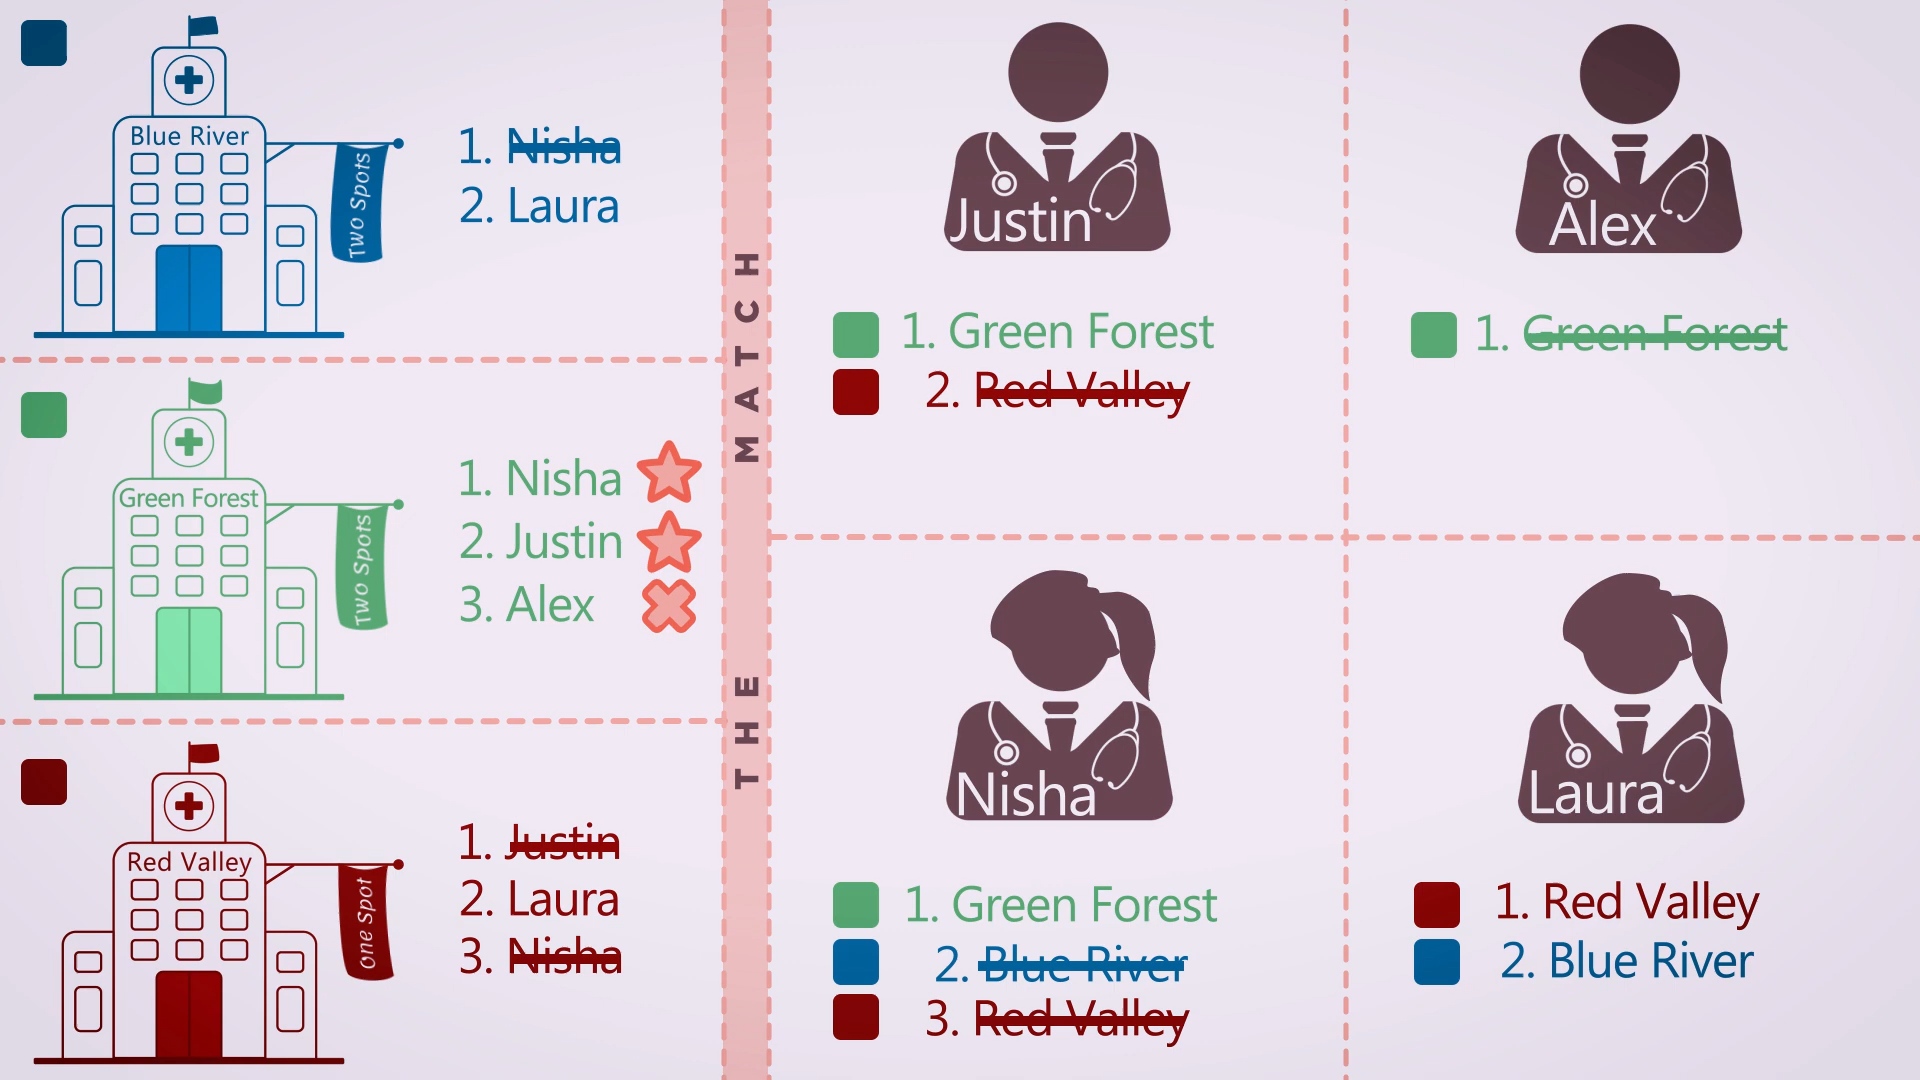 Blue River
Two Spots
1. Nisha
2. Laura
Green Forest
Two Spots
1. Nisha
2. Justin
3. Alex
Red Valley
One Spot
1. Justin
2. Laura
3. Nisha
THE MATCH
Justin
1. Green Forest
2. Red Valley
Alex
1. Green Forest
Nisha
1. Green Forest
2. Blue River
3. Red Valley
Laura
1. Red Valley
2. Blue River